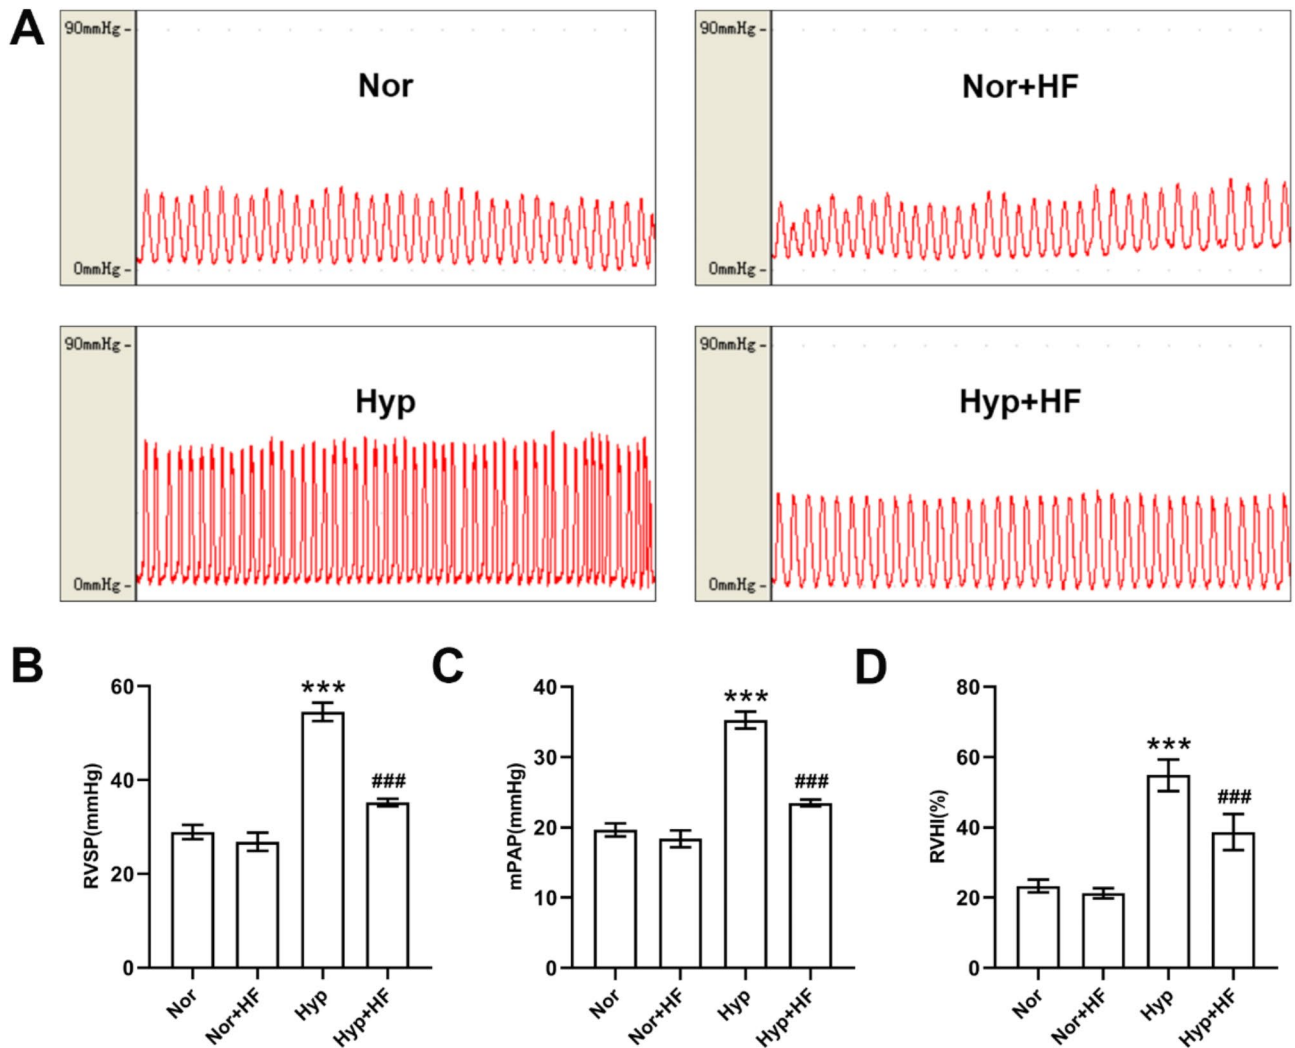 A
90mmHg
Nor
0mmHg
90mmHg
Nor+HF
0mmHg
90mmHg
Hyp
0mmHg
90mmHg
Hyp+HF
0mmHg
B
RVSP(mmHg)
60
40
20
0
***
###
Nor
Nor+HF
Hyp
Hyp+HF
C
mPAP(mmHg)
40
30
20
10
0
***
###
Nor
Nor+HF
Hyp
Hyp+HF
D
RVHI(%)
80
60
40
20
0
***
###
Nor
Nor+HF
Hyp
Hyp+HF